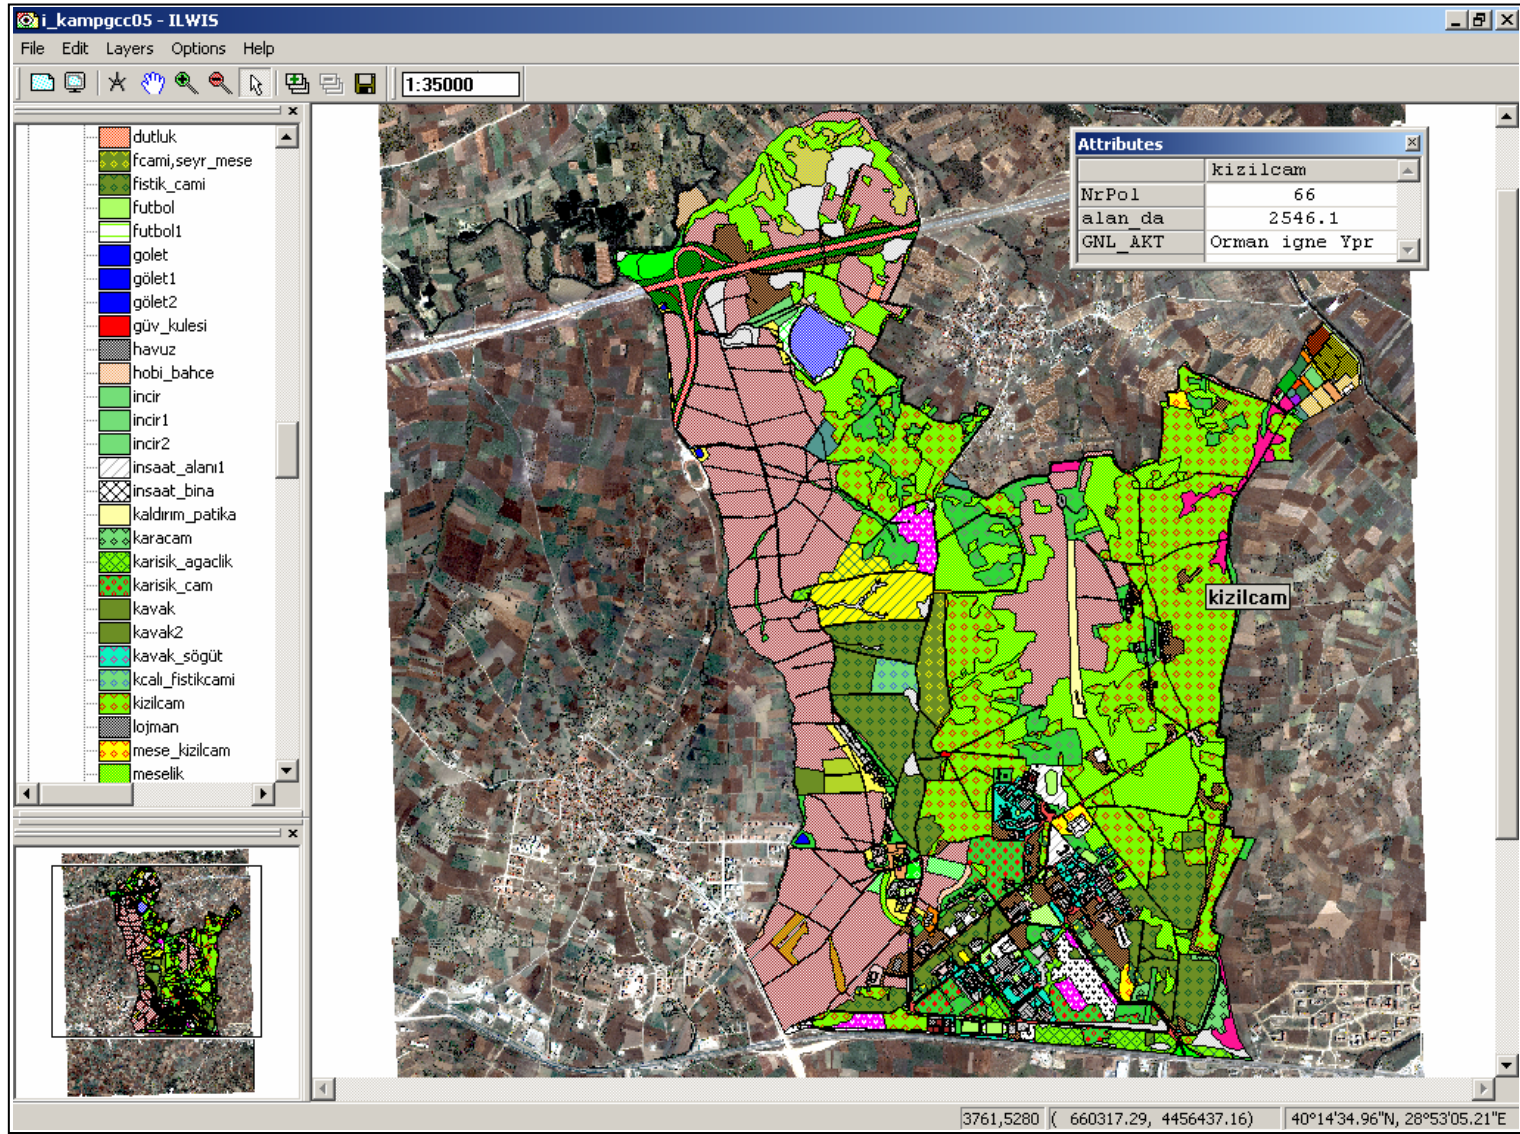 i_kampgcc05 - ILWIS
File Edit Layers Options Help
1:35000
dutluk
fcami,seyr_mese
fistik_cami
futbol
futbol1
golet
gölet1
gölet2
güv_kulesi
havuz
hobi_bahce
incir
incir1
incir2
insaat_alanı1
insaat_bina
kaldırım_patika
karacam
karisik_agaclik
karisik_cam
kavak
kavak2
kavak_sögüt
kcalı_fistikcami
kizilcam
lojman
mese_kizilcam
meselik
Attributes
kizilcam
NrPol 66
alan_da 2546.1
GNL_AKT Orman igne Ypr
kizilcam
3761,5280 ( 660317.29, 4456437.16) 40°14'34.96"N, 28°53'05.21"E